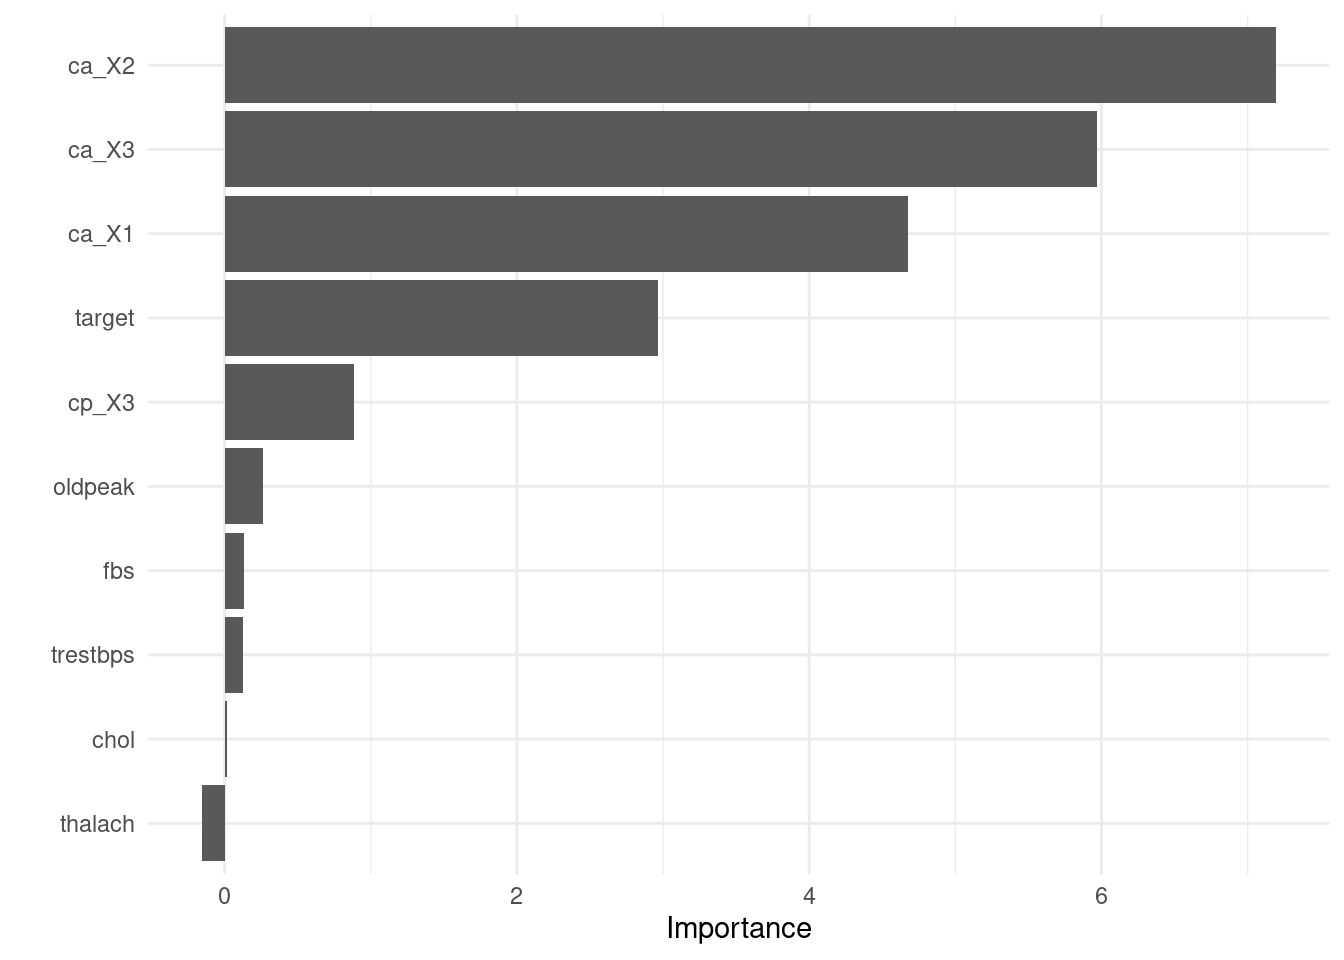 ca_X2
ca_X3
ca_X1
target
cp_X3
oldpeak
fbs
trestbps
chol
thalach
0 2 4 6
Importance